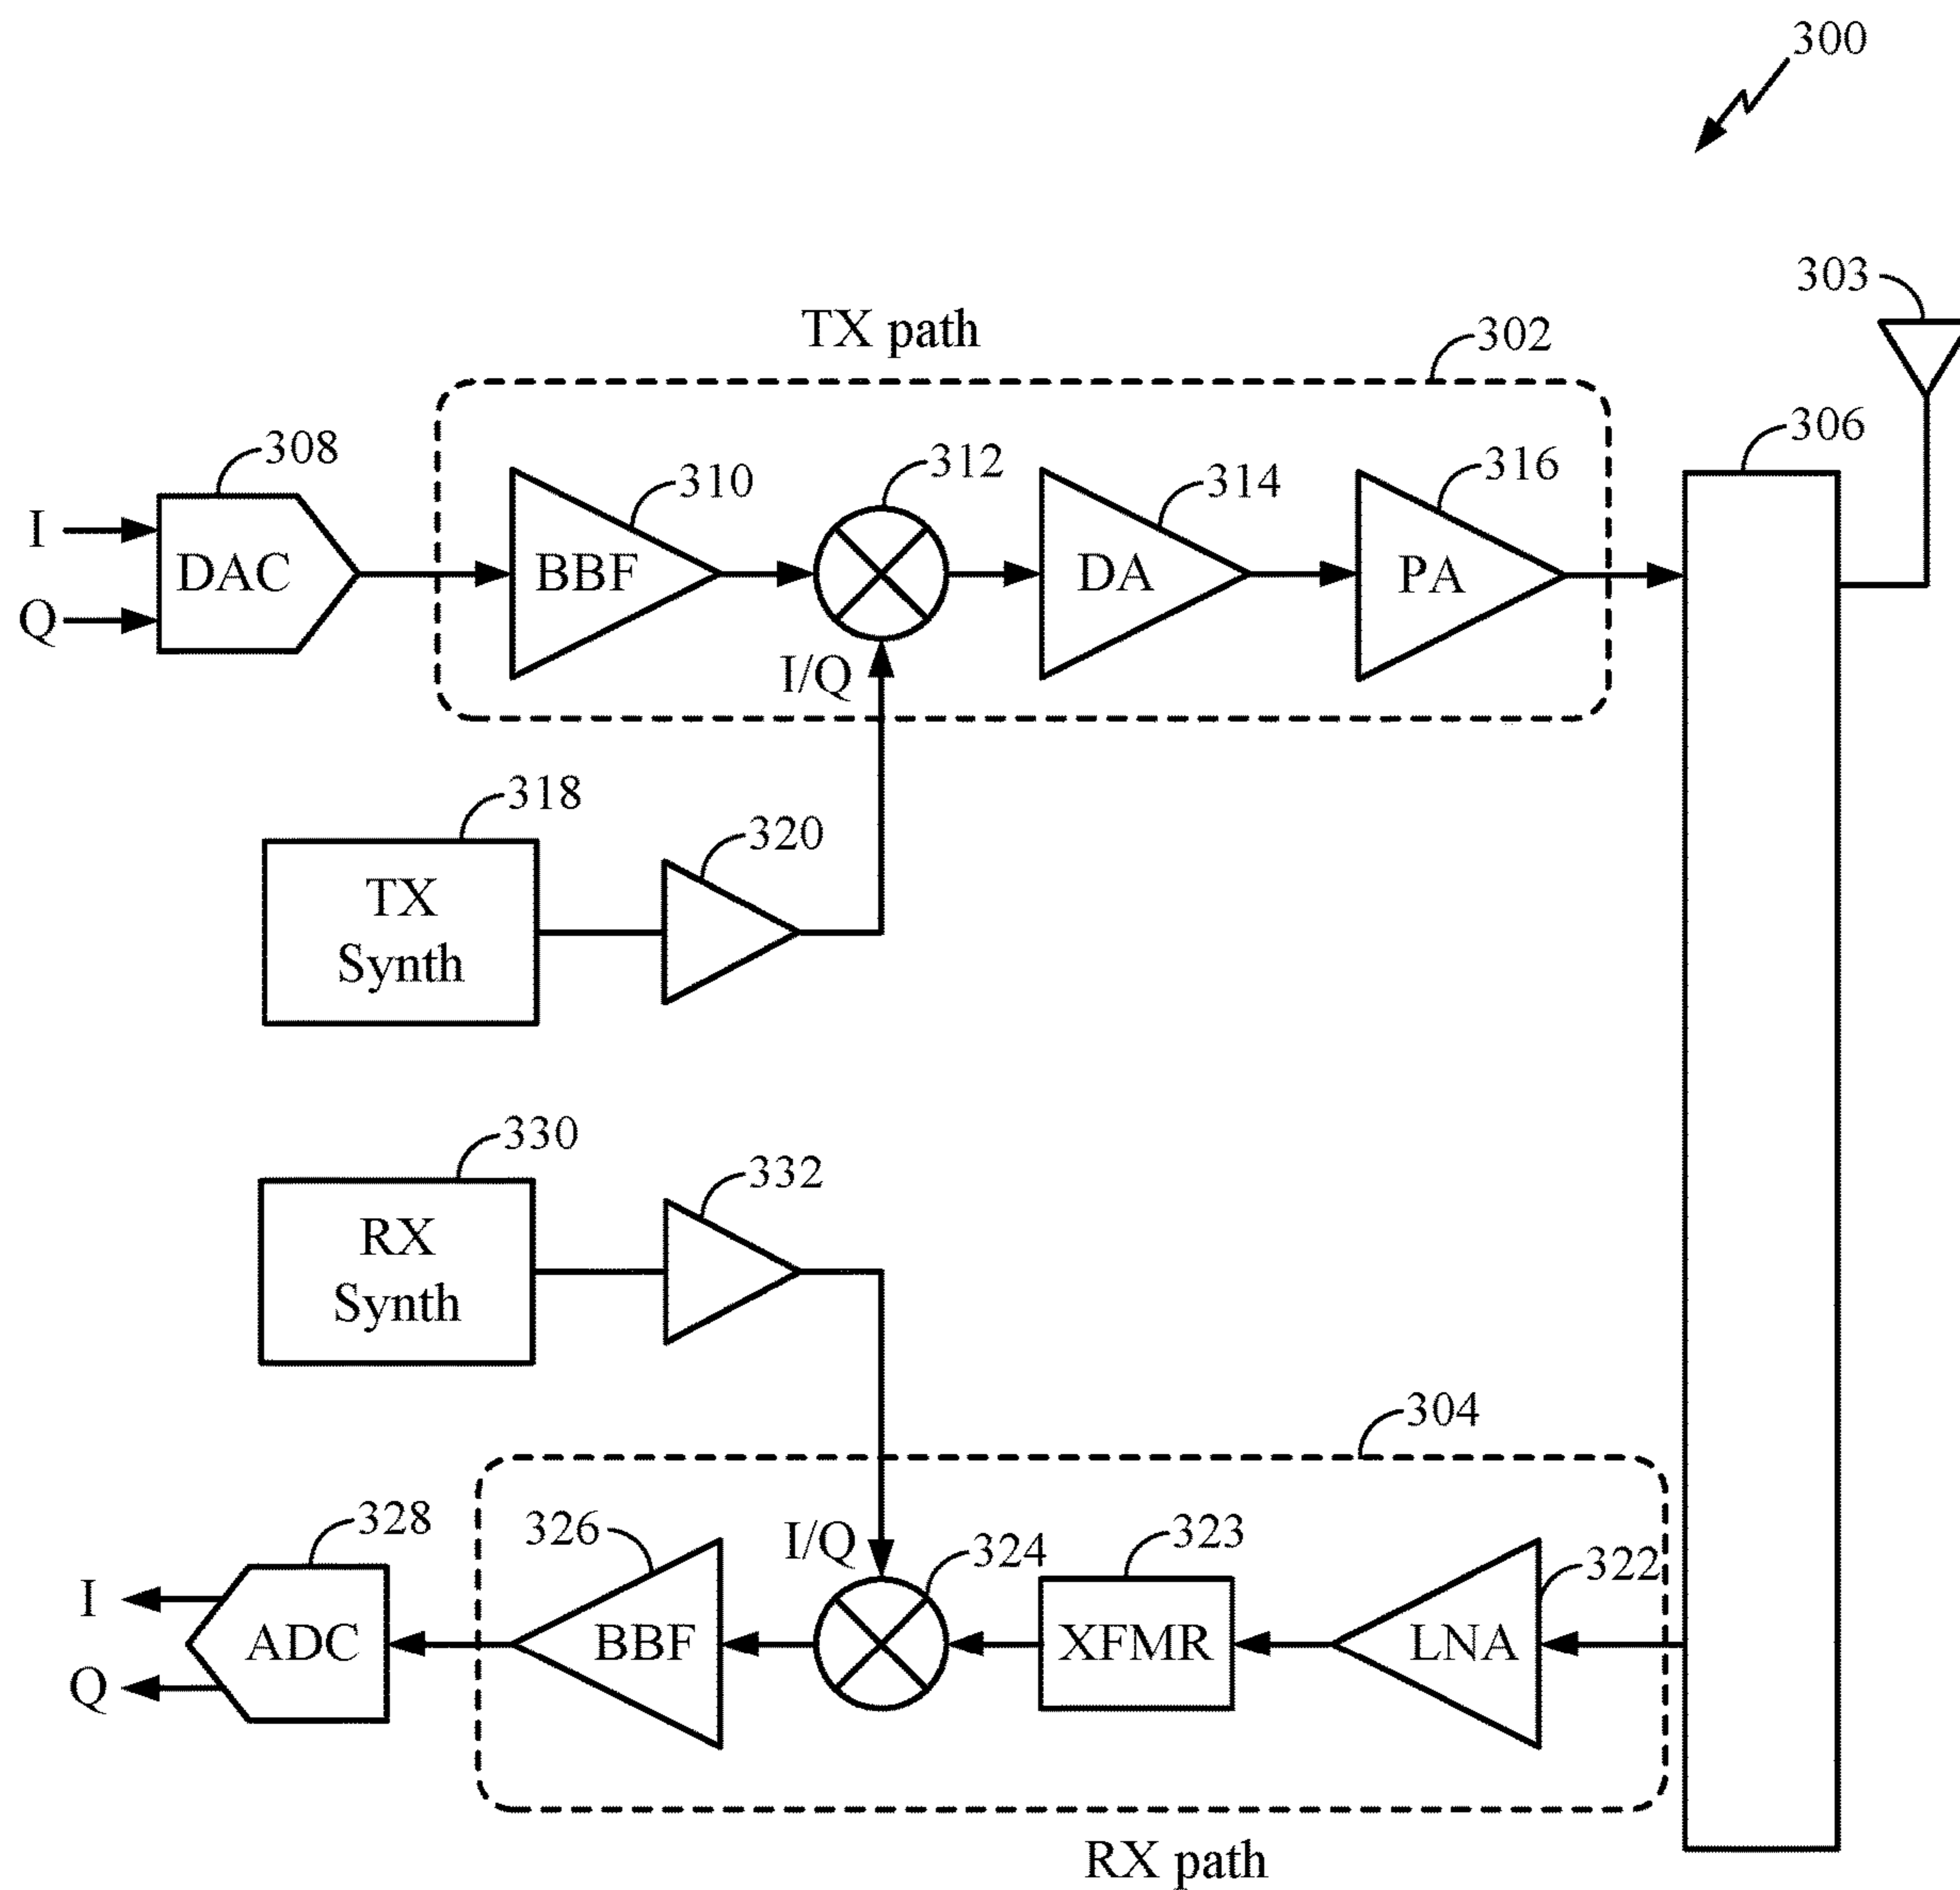 300
303
TX path
302
306
308
310
312
314
316
I
Q
DAC
BBF
DA
PA
I/Q
318
320
TX
Synth
330
332
RX
Synth
304
328
326
I/Q
324
323
322
I
Q
ADC
BBF
XFMR
LNA
RX path